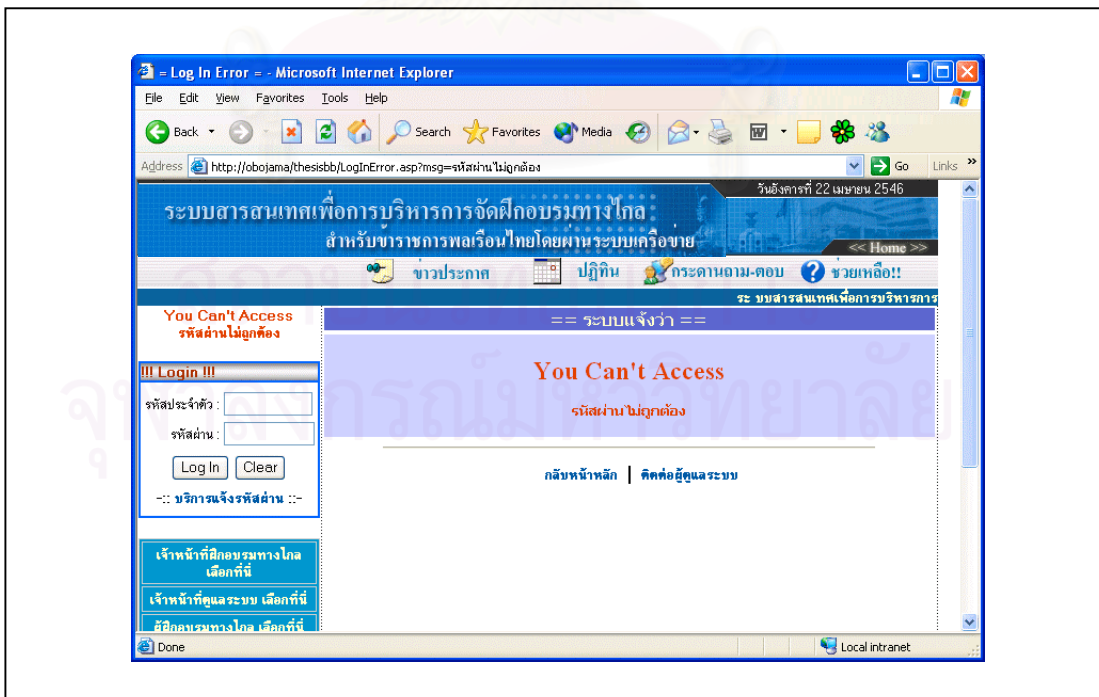 = Log In Error = - Microsoft Internet Explorer
File Edit View Favorites Tools Help
Back Search Favorites Media
Address http://obojama/thesisbb/LogInError.asp?msg=รหัสผ่านไม่ถูกต้อง Go Links »
วันอังคารที่ 22 เมษายน 2546
ระบบสารสนเทศเพื่อการบริหารการจัดฝึกอบรมทางไกล
สำหรับข้าราชการพลเรือนไทยโดยผ่านระบบเครือข่าย
<< Home >>
ข่าวประกาศ ปฏิทิน กระดานถาม-ตอบ ช่วยเหลือ!!
ระ บบสารสนเทศเพื่อการบริหารการ
You Can't Access
รหัสผ่านไม่ถูกต้อง
!!! Login !!!
รหัสประจำตัว :
รหัสผ่าน :
Log In Clear
-:: บริการแจ้งรหัสผ่าน ::-
เจ้าหน้าที่ฝึกอบรมทางไกล
เลือกที่นี่
เจ้าหน้าที่ดูแลระบบ เลือกที่นี่
ผู้ฝึกอบรมทางไกล เลือกที่นี่
== ระบบแจ้งว่า ==
You Can't Access
รหัสผ่านไม่ถูกต้อง
กลับหน้าหลัก | ติดต่อผู้ดูแลระบบ
Done Local intranet
จุฬาลงกรณ์มหาวิทยาลัย